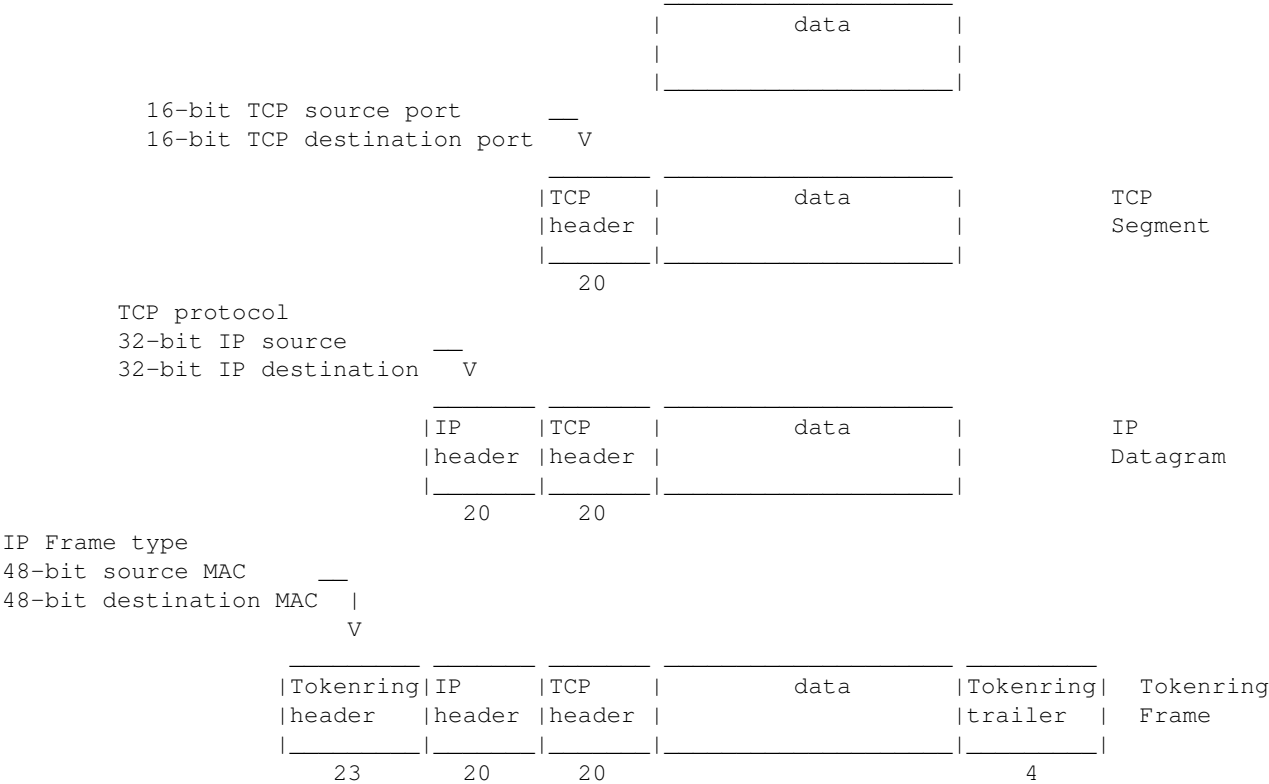 data
16-bit TCP source port
16-bit TCP destination port V
TCP data TCP
header Segment
20
TCP protocol
32-bit IP source
32-bit IP destination V
IP TCP data IP
header header Datagram
20 20
IP Frame type
48-bit source MAC
48-bit destination MAC
V
Tokenring IP TCP data Tokenring Tokenring
header header header trailer Frame
23 20 20 4